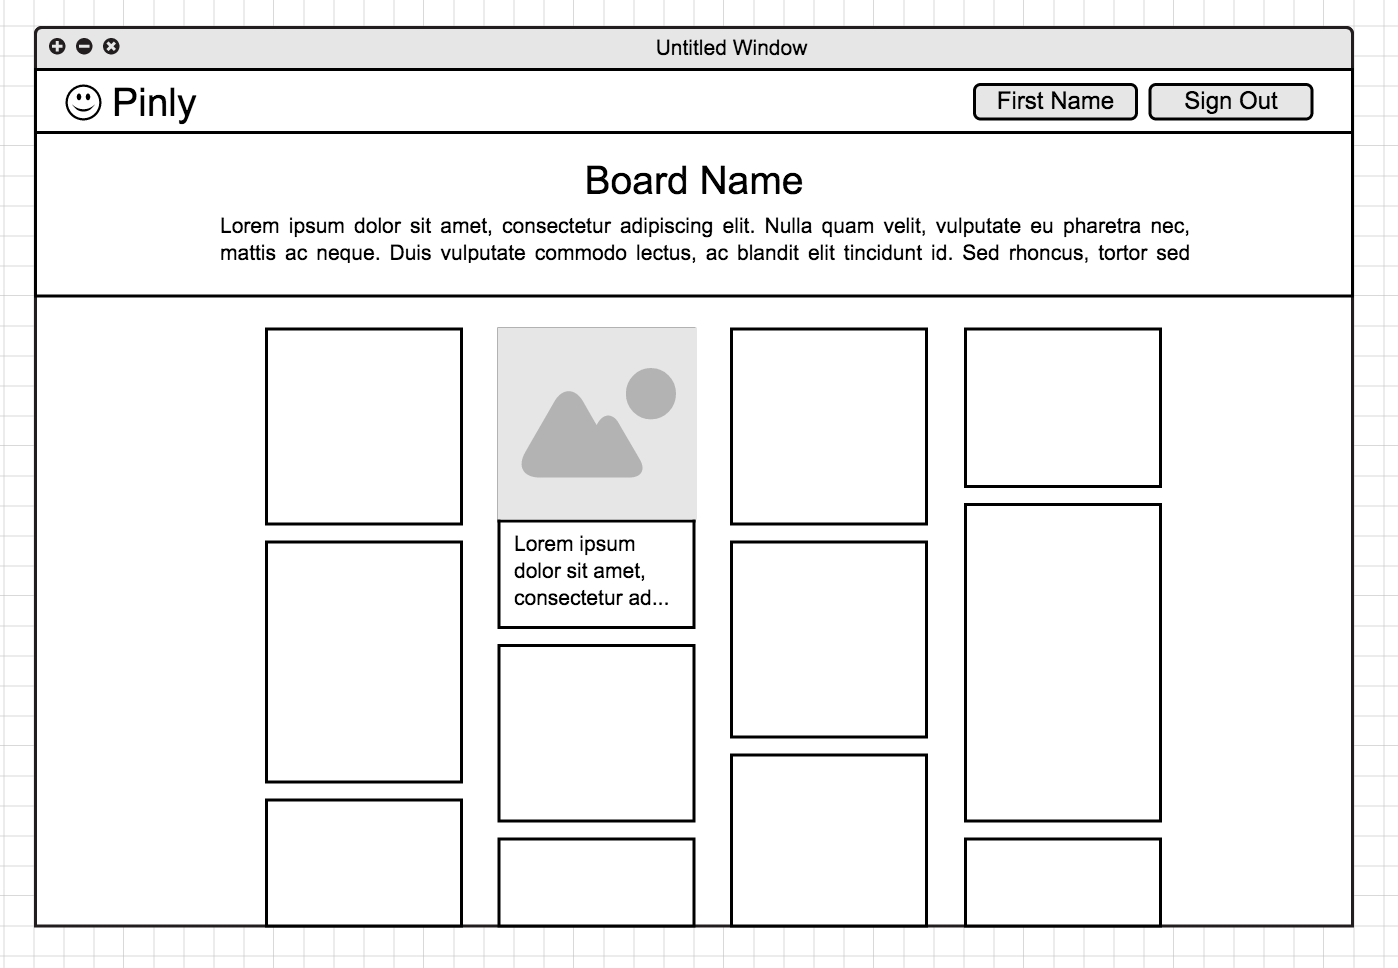 Untitled Window
Pinly
First Name
Sign Out
Board Name
Lorem ipsum dolor sit amet, consectetur adipiscing elit. Nulla quam velit, vulputate eu pharetra nec,
mattis ac neque. Duis vulputate commodo lectus, ac blandit elit tincidunt id. Sed rhoncus, tortor sed
Lorem ipsum
dolor sit amet,
consectetur ad...